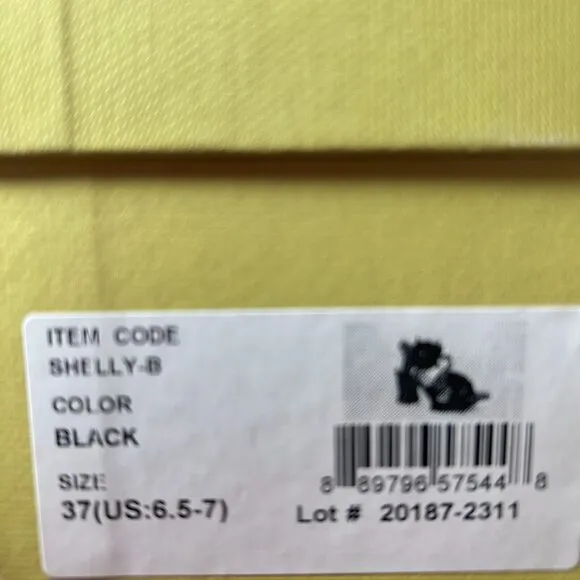 ITEM CODE
SHELLY-B
COLOR
BLACK
SIZE
37(US:6.5-7)
8 89796 57544 8
Lot # 20187-2311